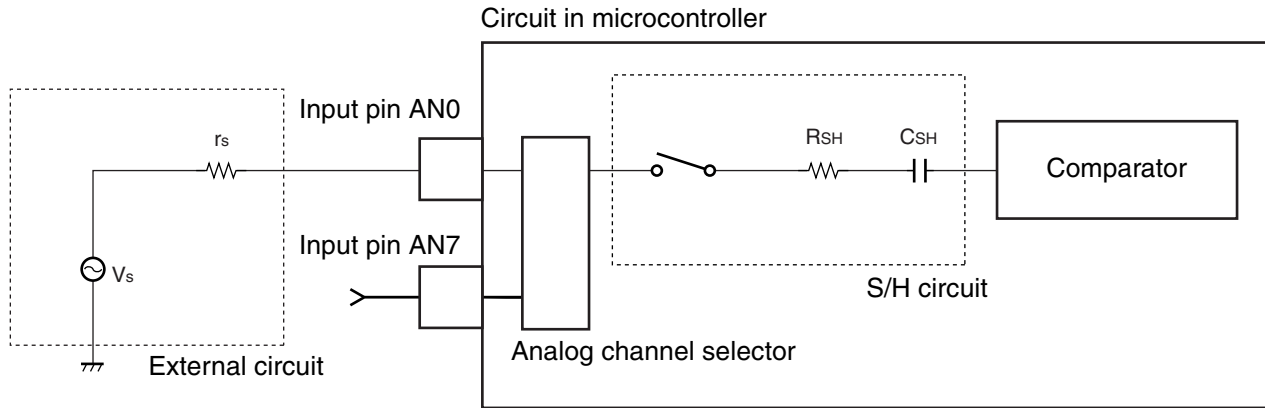 Circuit in microcontroller
Input pin AN0
rs
RSH
CSH
Comparator
Input pin AN7
Vs
S/H circuit
Analog channel selector
External circuit